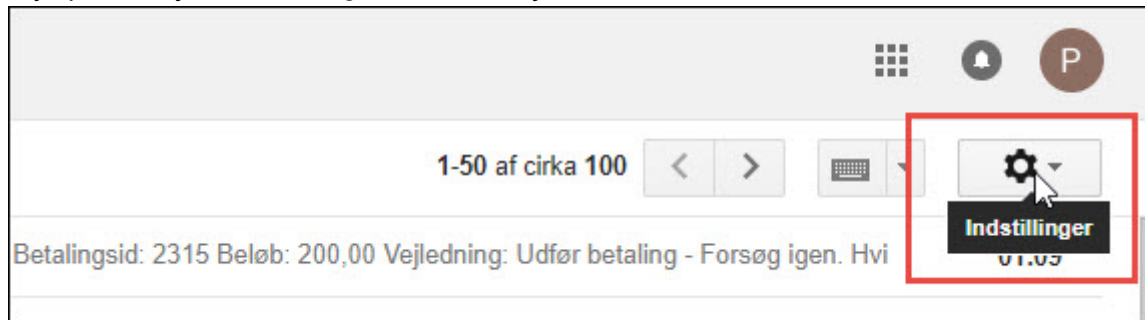 P
1-50 af cirka 100
Indstillinger
Betalingsid: 2315 Beløb: 200,00 Vejledning: Udfør betaling - Forsøg igen. Hvi